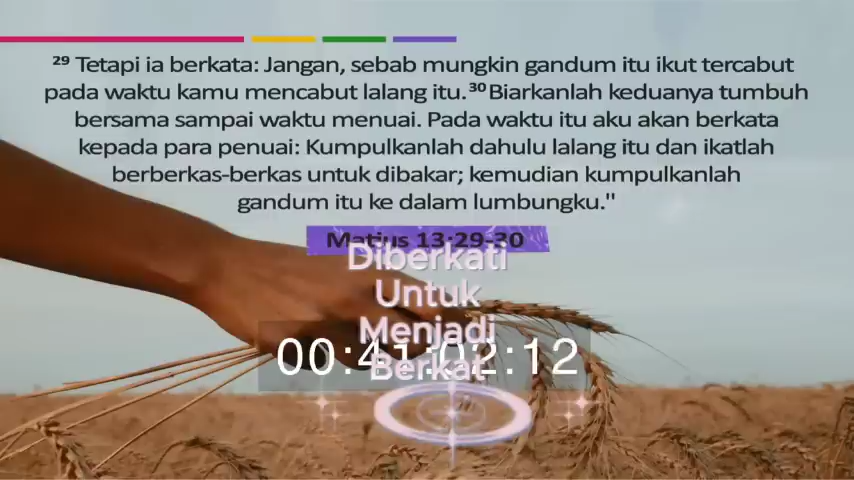 ²⁹ Tetapi ia berkata: Jangan, sebab mungkin gandum itu ikut tercabut
pada waktu kamu mencabut lalang itu.³⁰Biarkanlah keduanya tumbuh
bersama sampai waktu menuai. Pada waktu itu aku akan berkata
kepada para penuai: Kumpulkanlah dahulu lalang itu dan ikatlah
berberkas-berkas untuk dibakar; kemudian kumpulkanlah
gandum itu ke dalam lumbungku."
Matius 13:29-30
Diberkati
Untuk
Menjadi
00:41:02:12
Berkat